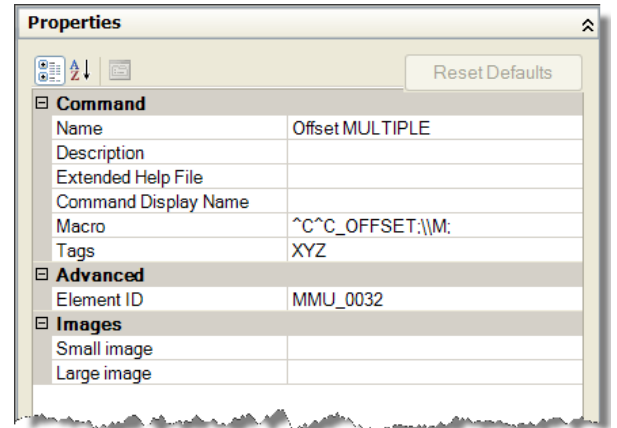 Properties
Reset Defaults
Command
Name Offset MULTIPLE
Description
Extended Help File
Command Display Name
Macro ^C^C_OFFSET;\\M;
Tags XYZ
Advanced
Element ID MMU_0032
Images
Small image
Large image